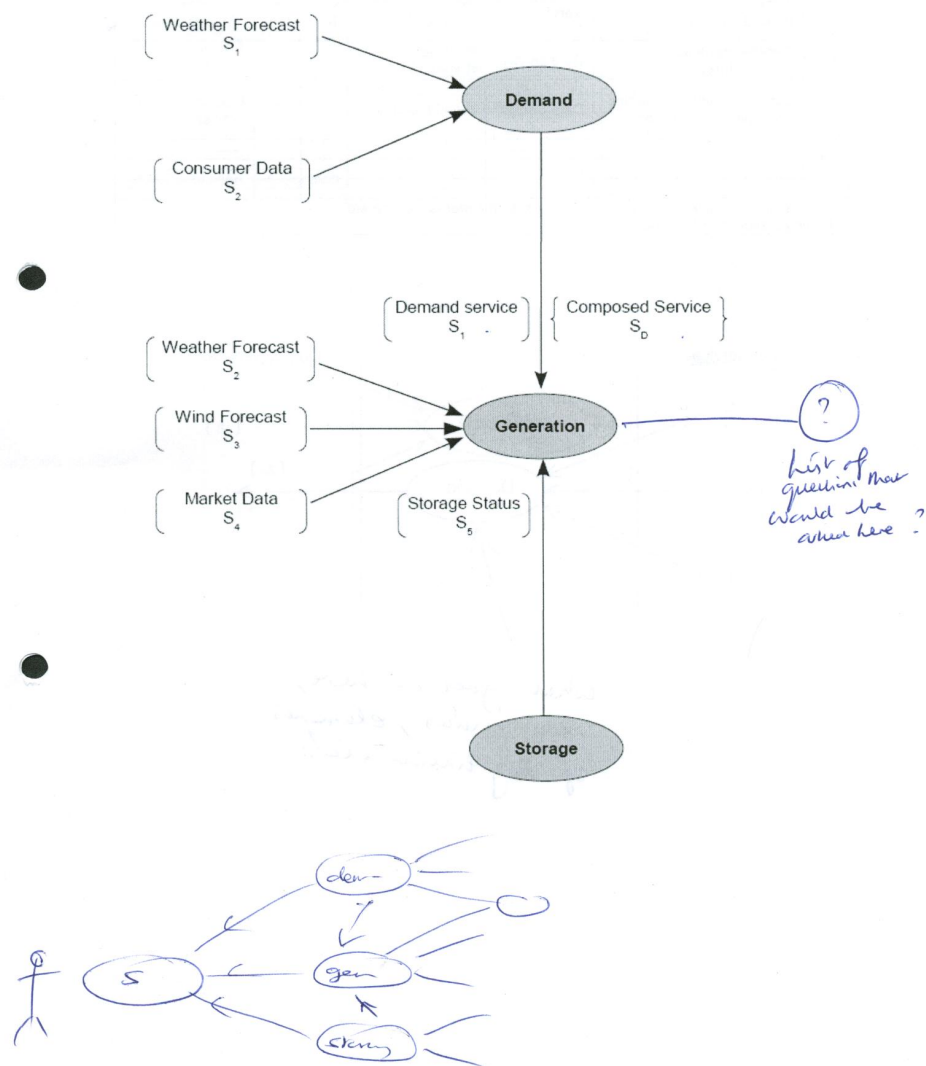 Weather Forecast
S1
Demand
Consumer Data
S2
Demand service
S1
Composed Service
SD
Weather Forecast
S2
Wind Forecast
S3
Generation
?
Market Data
S4
Storage Status
S5
List of
question that
would be
asked here ?
Storage
dem-
S
gen